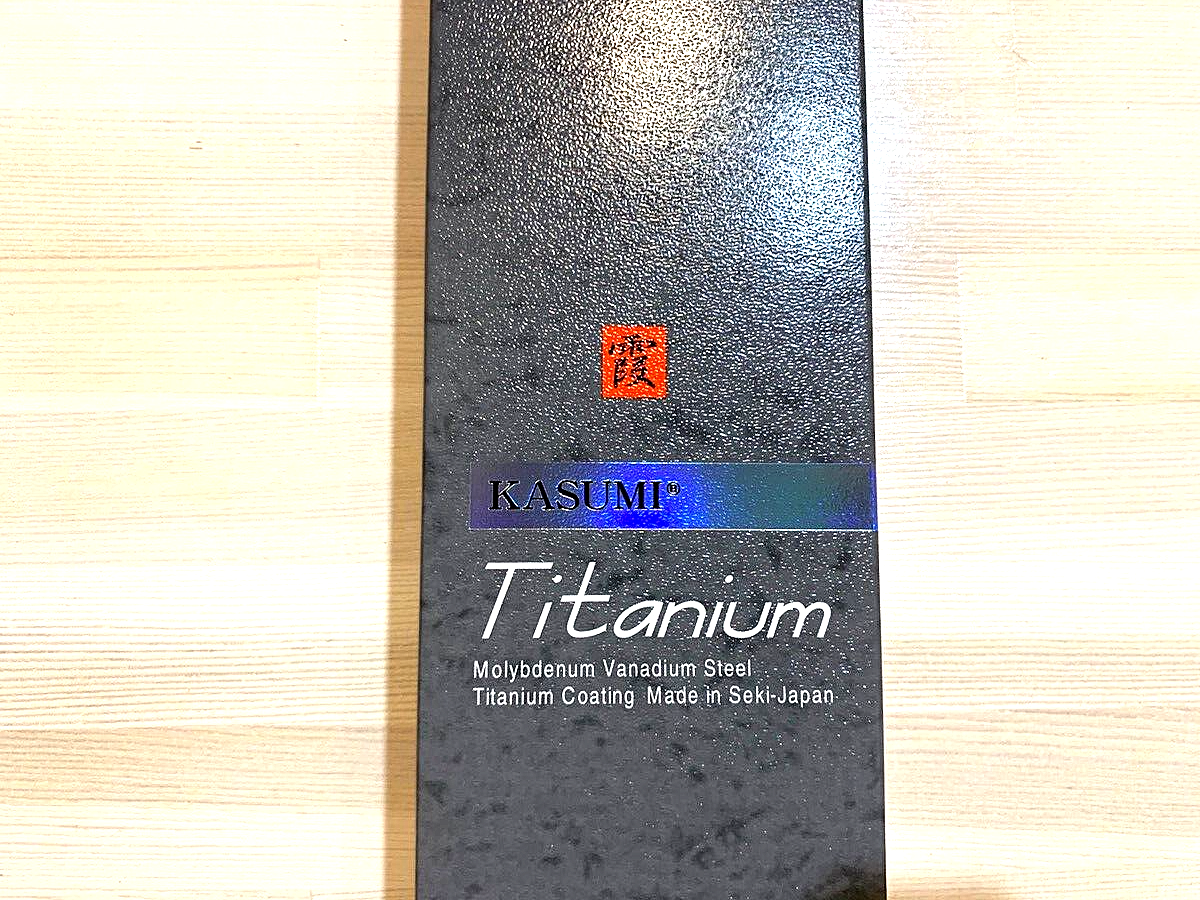 霞
KASUMI®
Titanium
Molybdenum Vanadium Steel
Titanium Coating Made in Seki-Japan